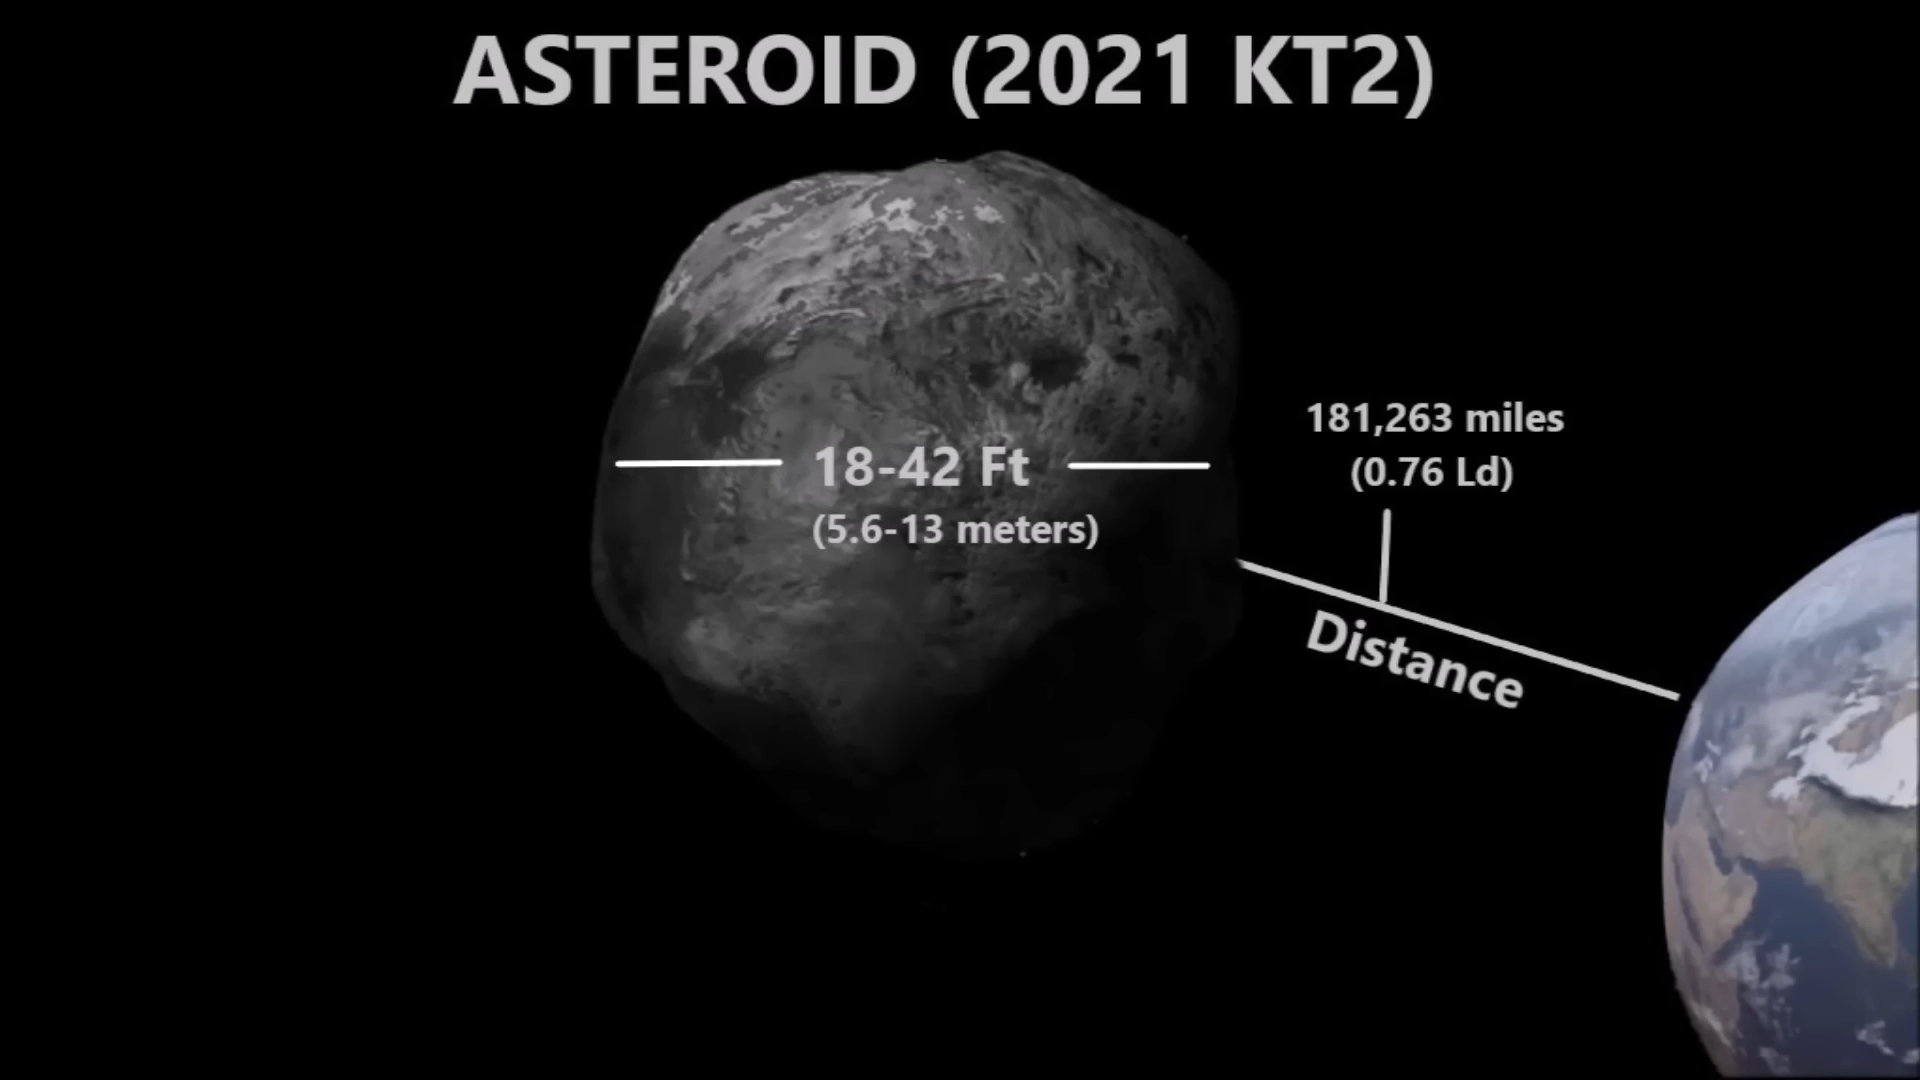 ASTEROID (2021 KT2)
18-42 Ft
(5.6-13 meters)
181,263 miles
(0.76 Ld)
Distance